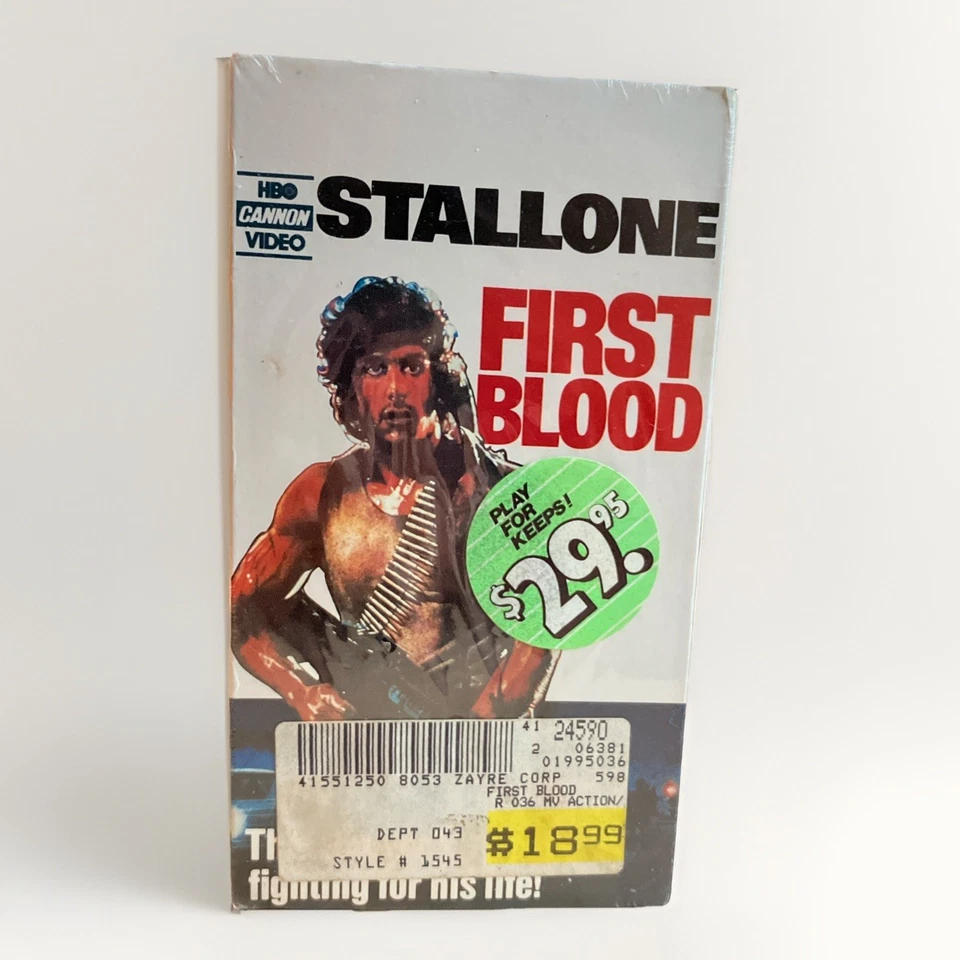 HBO
CANNON
VIDEO
STALLONE
FIRST
BLOOD
PLAY
FOR
KEEPS!
$29.95
41 24590
2 06381
01995036
41551250 8053 ZAYRE CORP 598
FIRST BLOOD
R 036 MV ACTION/
DEPT 043
$18.99
STYLE # 1545
Th
fighting for his life!